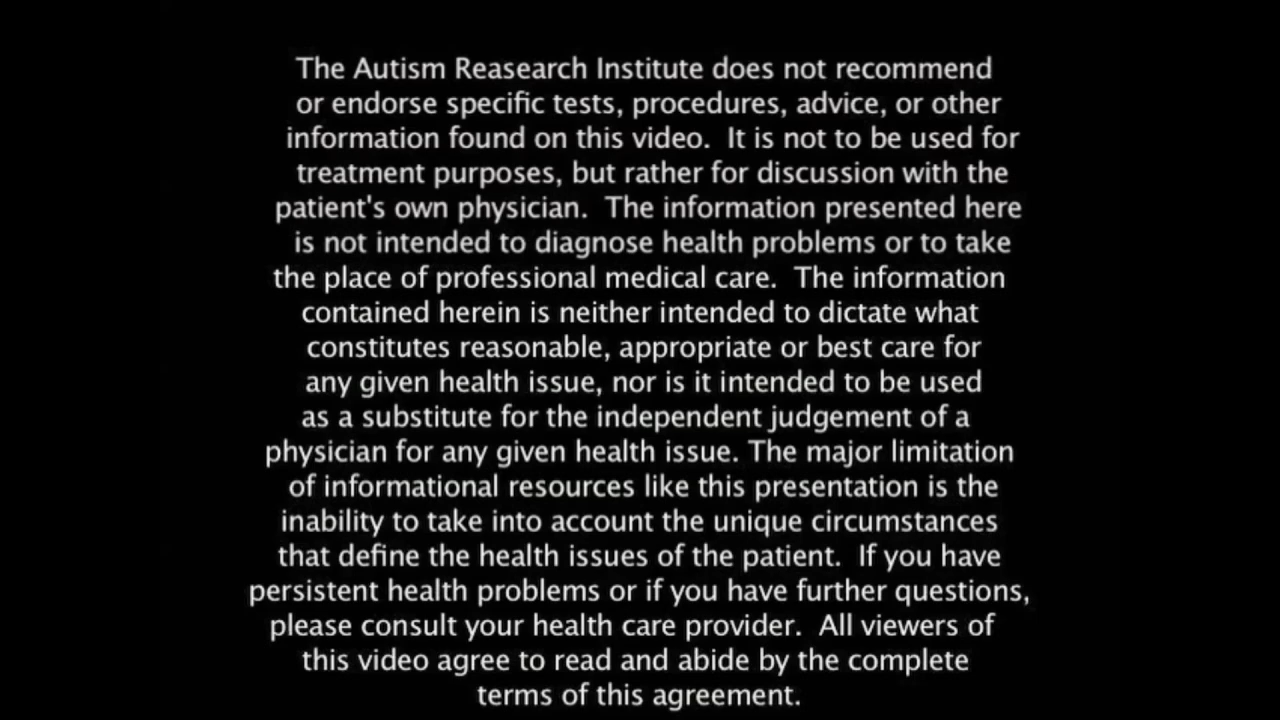 The Autism Reasearch Institute does not recommend
or endorse specific tests, procedures, advice, or other
information found on this video.  It is not to be used for
treatment purposes, but rather for discussion with the
patient's own physician.  The information presented here
is not intended to diagnose health problems or to take
the place of professional medical care.  The information
contained herein is neither intended to dictate what
constitutes reasonable, appropriate or best care for
any given health issue, nor is it intended to be used
as a substitute for the independent judgement of a
physician for any given health issue. The major limitation
of informational resources like this presentation is the
inability to take into account the unique circumstances
that define the health issues of the patient.  If you have
persistent health problems or if you have further questions,
please consult your health care provider.  All viewers of
this video agree to read and abide by the complete
terms of this agreement.